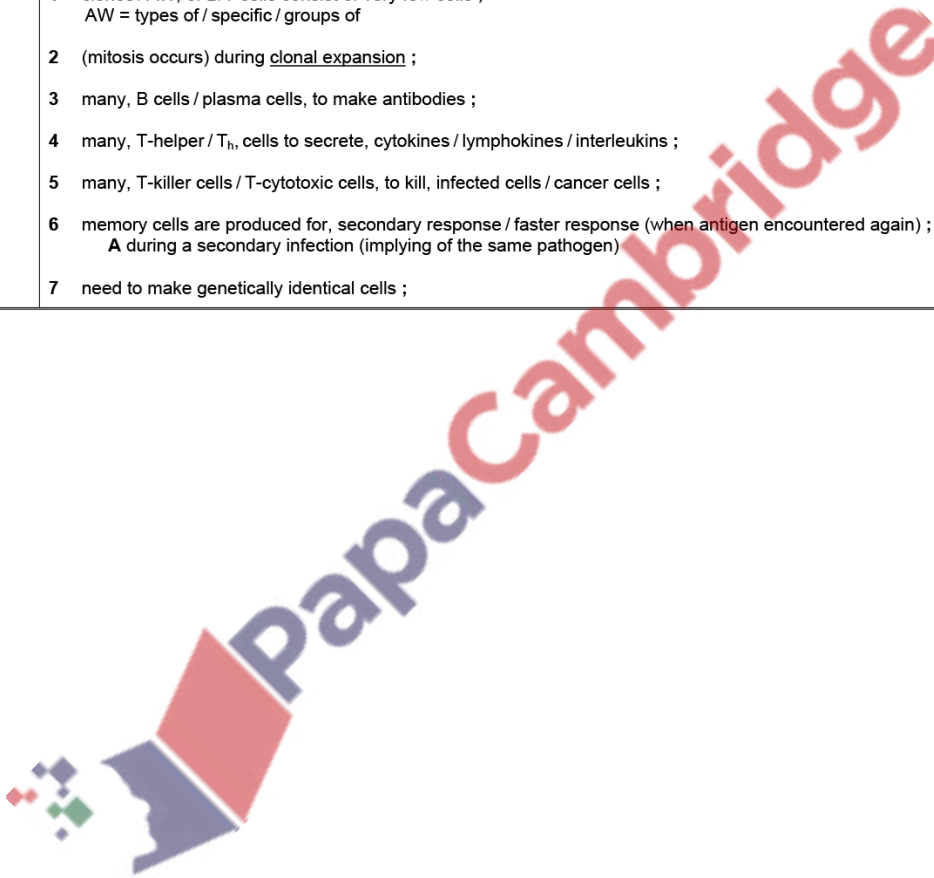 AW = types of / specific / groups of
2 (mitosis occurs) during clonal expansion ;
3 many, B cells / plasma cells, to make antibodies ;
4 many, T-helper / Th, cells to secrete, cytokines / lymphokines / interleukins ;
5 many, T-killer cells / T-cytotoxic cells, to kill, infected cells / cancer cells ;
6 memory cells are produced for, secondary response / faster response (when antigen encountered again) ;
A during a secondary infection (implying of the same pathogen)
7 need to make genetically identical cells ;
PapaCambridge